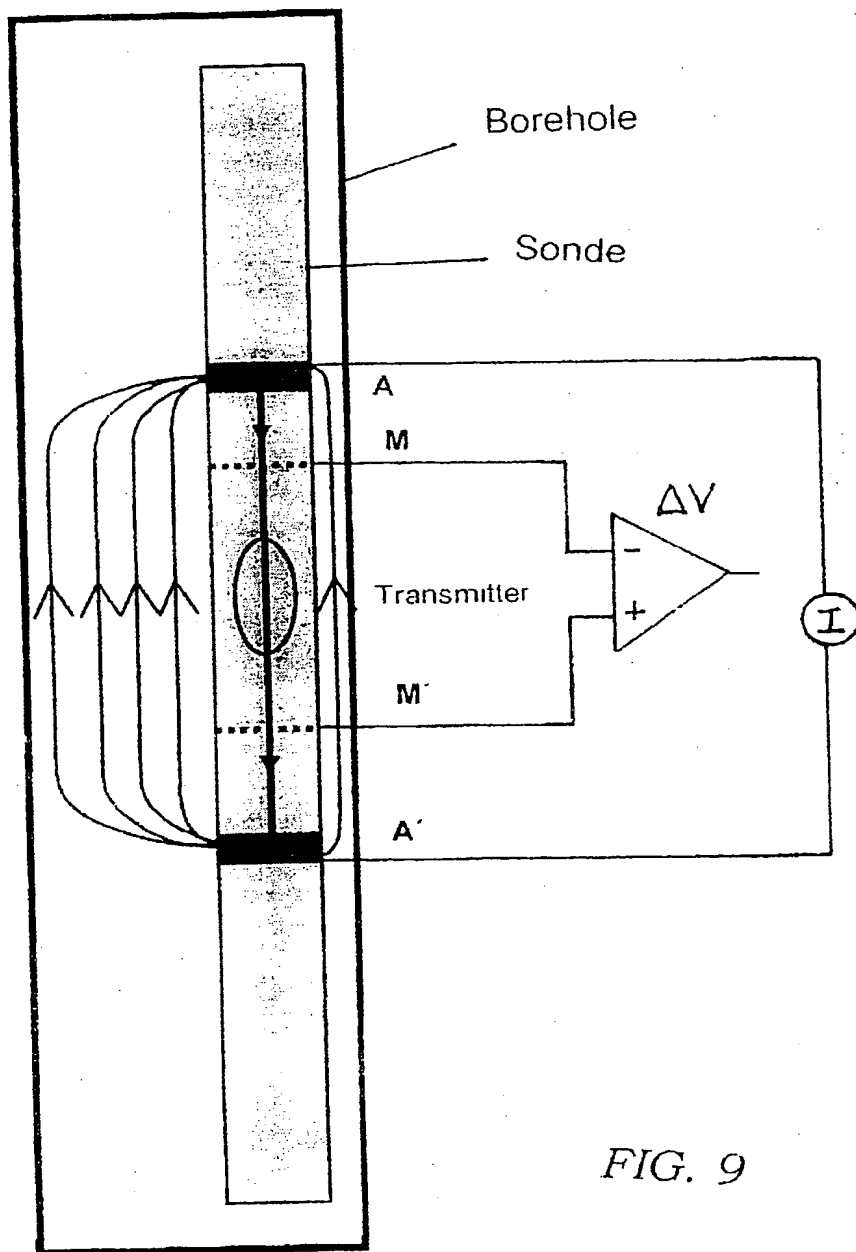 Borehole
Sonde
A
M
ΔV
-
Transmitter
+
I
M'
A'
FIG. 9